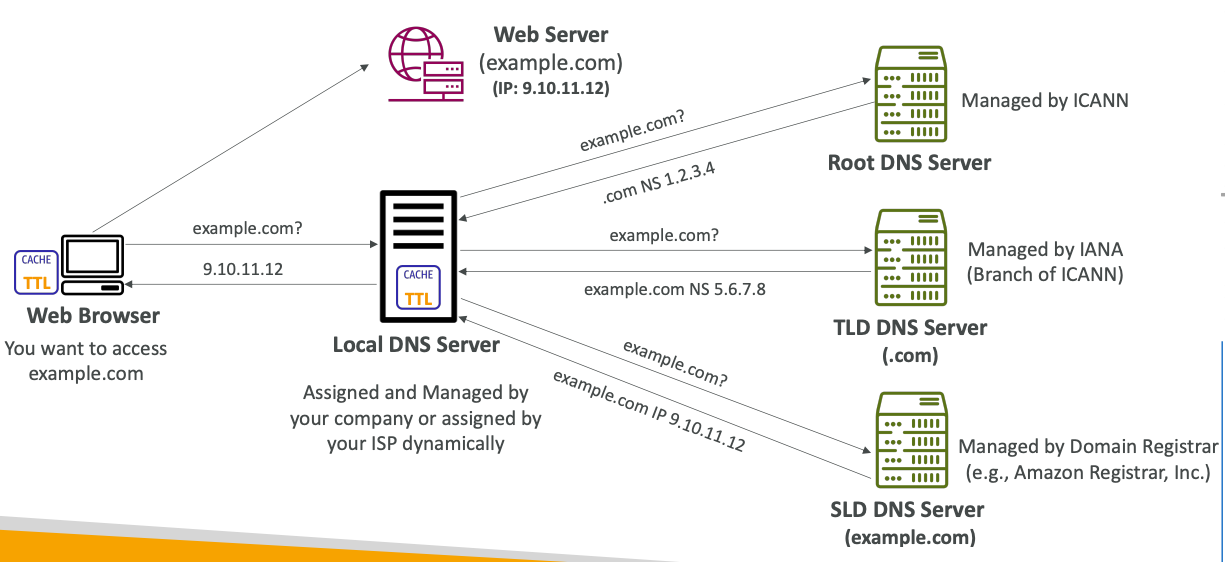 Web Server
(example.com)
(IP: 9.10.11.12)
example.com?
.com NS 1.2.3.4
Managed by ICANN
Root DNS Server
example.com?
9.10.11.12
CACHE
TTL
Web Browser
You want to access
example.com
CACHE
TTL
Local DNS Server
Assigned and Managed by
your company or assigned by
your ISP dynamically
example.com?
example.com NS 5.6.7.8
Managed by IANA
(Branch of ICANN)
TLD DNS Server
(.com)
example.com?
example.com IP 9.10.11.12
Managed by Domain Registrar
(e.g., Amazon Registrar, Inc.)
SLD DNS Server
(example.com)